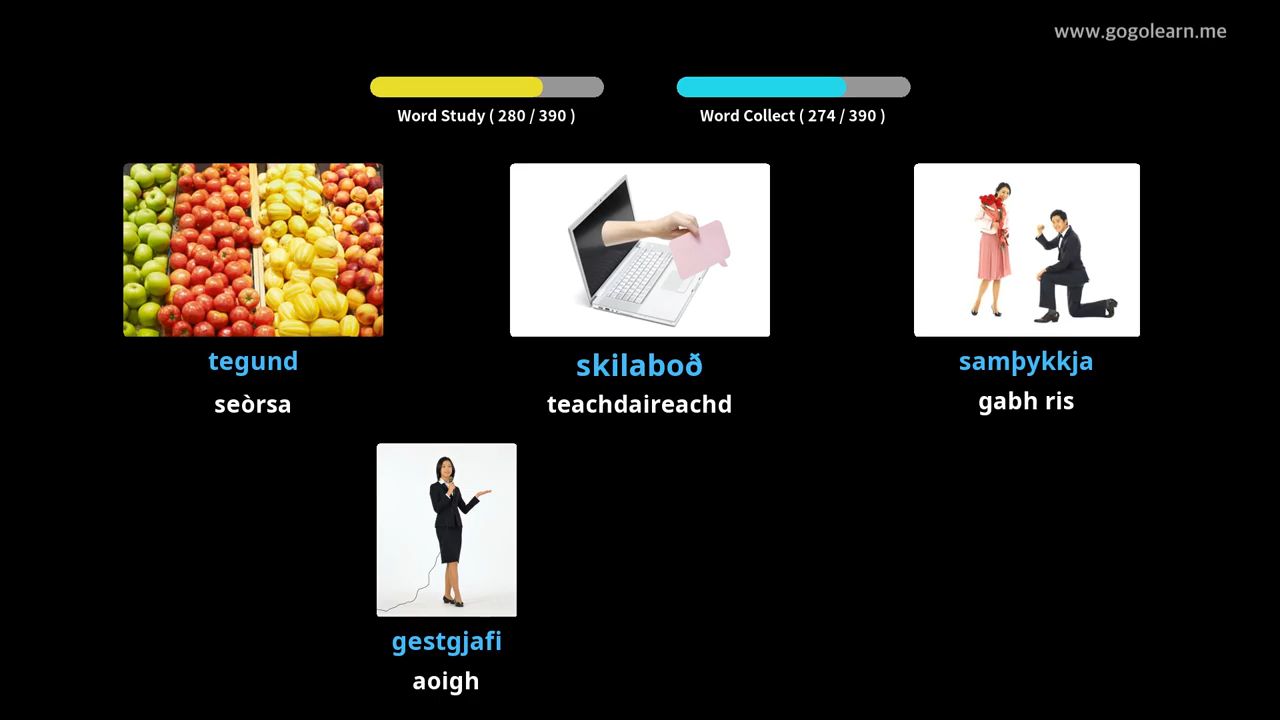 www.gogolearn.me
Word Study ( 280 / 390 )
Word Collect ( 274 / 390 )
tegund
seòrsa
skilaboð
teachdaireachd
samþykkja
gabh ris
gestgjafi
aoigh